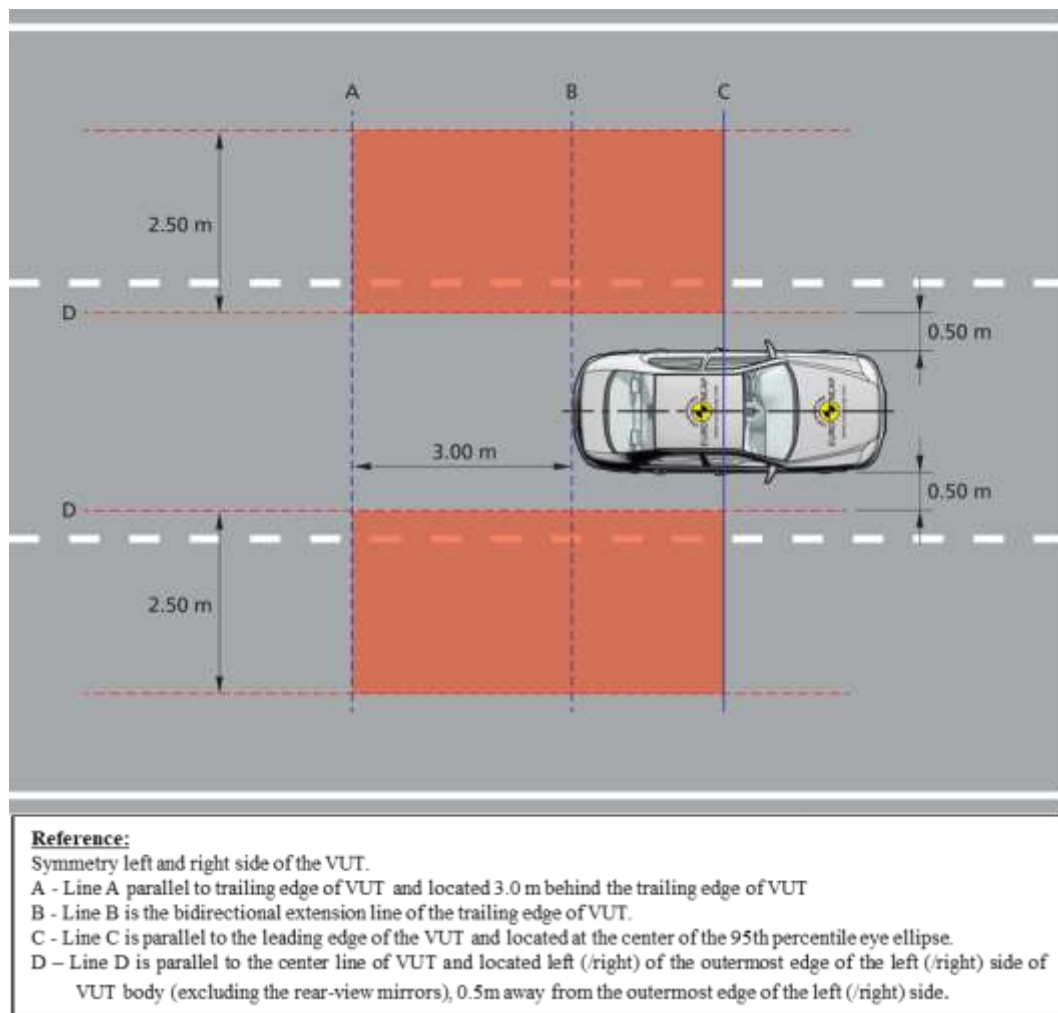 A B C
2.50 m
D
0.50 m
3.00 m
0.50 m
D
2.50 m
Reference:
Symmetry left and right side of the VUT.
A - Line A parallel to trailing edge of VUT and located 3.0 m behind the trailing edge of VUT
B - Line B is the bidirectional extension line of the trailing edge of VUT.
C - Line C is parallel to the leading edge of the VUT and located at the center of the 95th percentile eye ellipse.
D – Line D is parallel to the center line of VUT and located left (/right) of the outermost edge of the left (/right) side of
VUT body (excluding the rear-view mirrors), 0.5m away from the outermost edge of the left (/right) side.